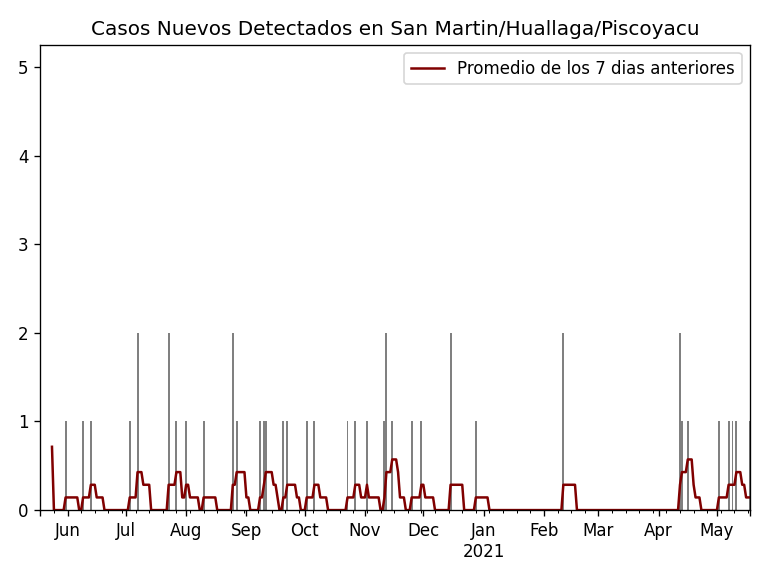 Casos Nuevos Detectados en San Martin/Huallaga/Piscoyacu
Promedio de los 7 dias anteriores
5
4
3
2
1
0
Jun Jul Aug Sep Oct Nov Dec Jan Feb Mar Apr May
2021